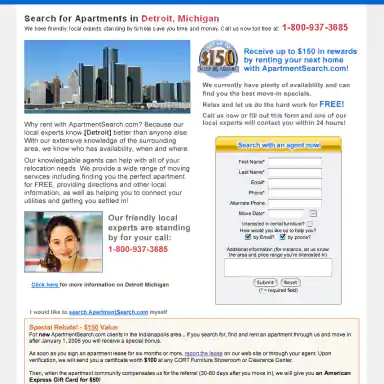 Search for Apartments in Detroit, Michigan
We have friendly, local experts standing by to help save you time and money. Call us now toll free at: 1-800-937-3685
$150
Receive up to $150 in rewards
by renting your next home
with ApartmentSearch.com!
We currently have plenty of availability and can
find you the best move-in specials.
Relax and let us do the hard work for FREE!
Call us now or fill out this form and one of our
local experts will contact you within 24 hours!
Why rent with ApartmentSearch.com? Because our
local experts know [Detroit] better than anyone else.
With our extensive knowledge of the surrounding
area, we know who has availability, when and where.
Our knowledgable agents can help with all of your
relocation needs. We provide a wide range of moving
services including finding you the perfect apartment
for FREE, providing directions and other local
information, as well as helping you to connect your
utilities and getting you settled in!
Our friendly local
experts are standing
by for your call:
1-800-937-3685
Click here for more information on Detroit Michigan
Search with an agent now!
First Name*
Last Name*
Email*
Phone*
Alternate Phone
Move Date*
Interested in rental furniture?
How would you like us to help you?
by Email? by phone?
Additional information (for instance, let us know
the area and price range you're interested in)
Submit Reset
(* = required field)
I would like to search ApartmentSearch.com myself
Special Rebate! - $150 Value
For new ApartmentSearch.com clients in the Indianapolis area., If you search for, find and rent an apartment through us and move in
after January 1, 2006 you will receive a special bonus.
As soon as you sign an apartment lease for six months or more, report the lease on our web site or through your agent. Upon
verification, we will send you a certificate worth $100 at any CORT Furniture Showroom or Clearance Center.
Then, when the apartment community compensates us for the referral (30-60 days after you move in), we will give you an American
Express Gift Card for $50!